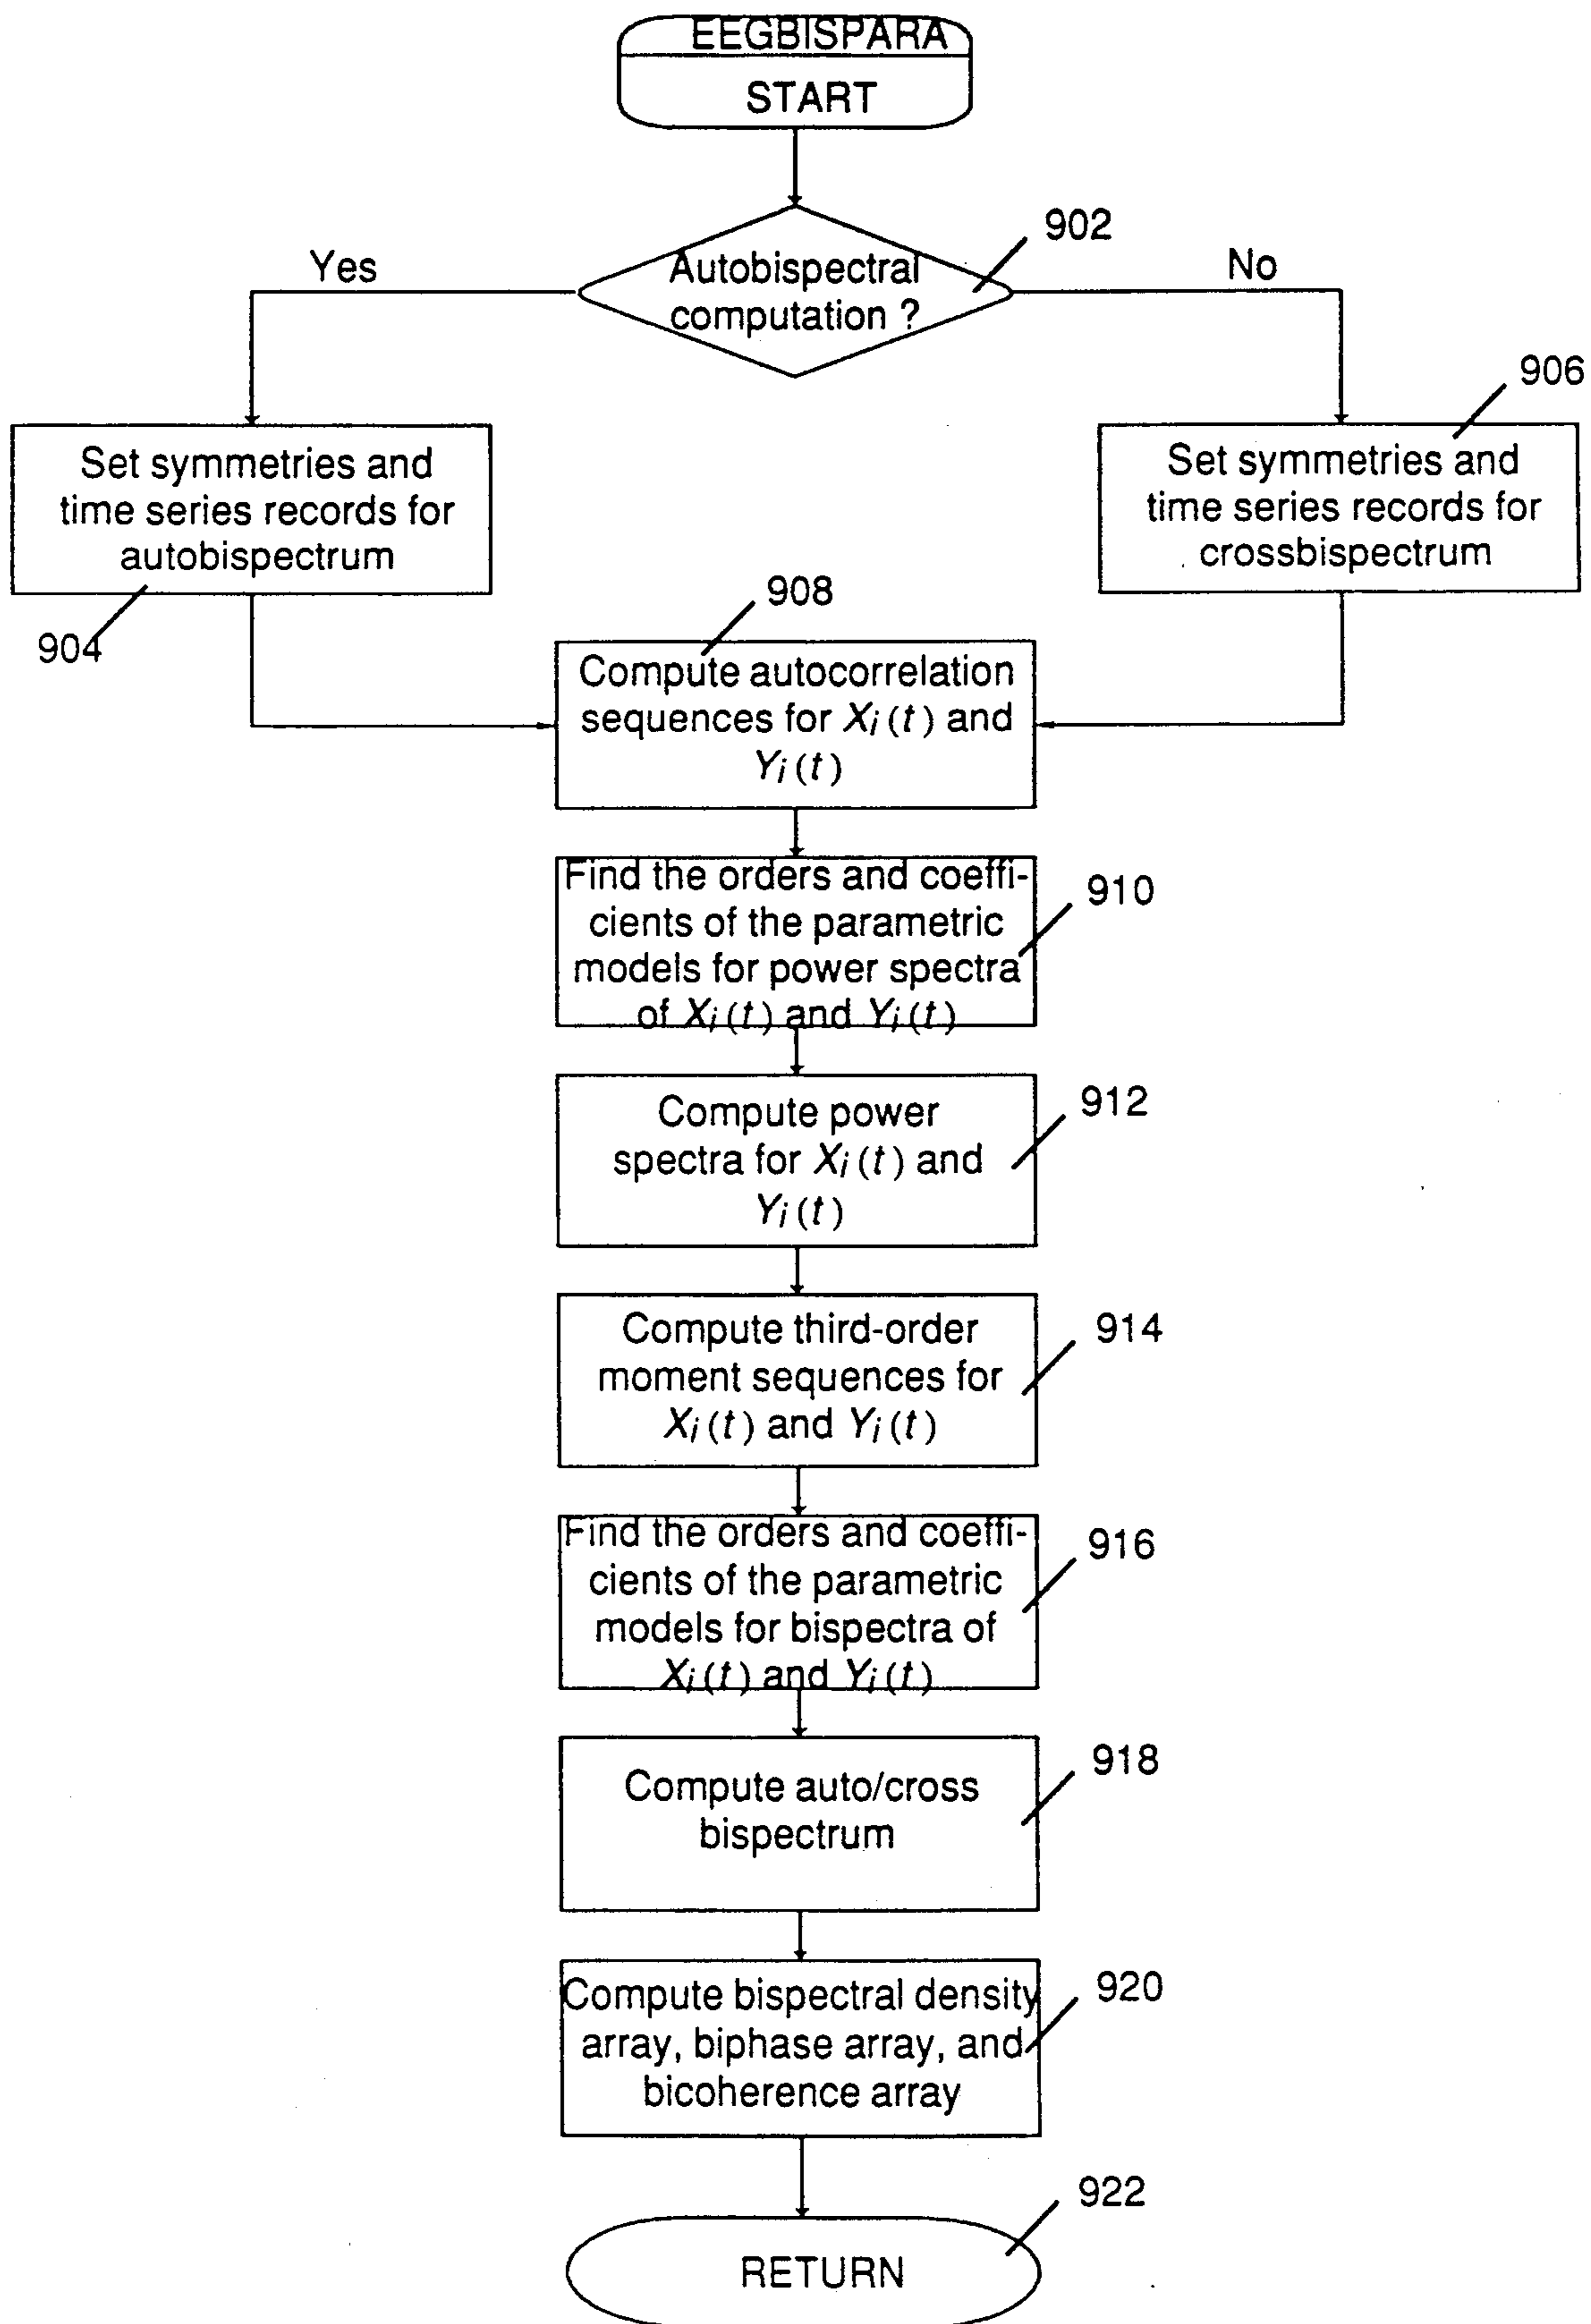 EEGBISPARA
START
902
Autobispectral
computation ?
Yes
No
906
Set symmetries and
time series records for
autobispectrum
904
Set symmetries and
time series records for
crossbispectrum
908
Compute autocorrelation
sequences for Xi (t) and
Yi (t)
Find the orders and coeffi-
cients of the parametric
models for power spectra
of Xi (t) and Yi (t)
910
Compute power
spectra for Xi (t) and
Yi (t)
912
Compute third-order
moment sequences for
Xi (t) and Yi (t)
914
Find the orders and coeffi-
cients of the parametric
models for bispectra of
Xi (t) and Yi (t)
916
Compute auto/cross
bispectrum
918
Compute bispectral density
array, biphase array, and
bicoherence array
920
922
RETURN